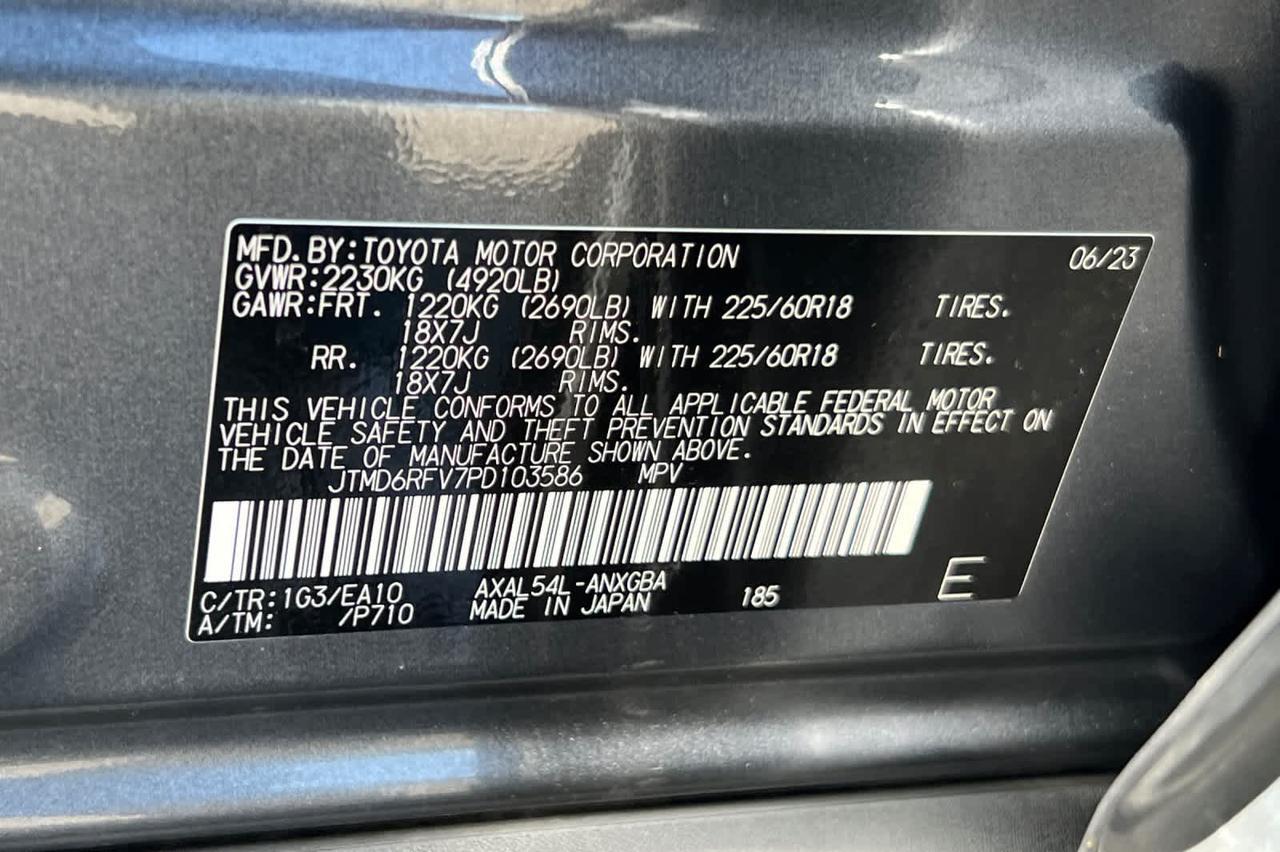 MFD. BY: TOYOTA MOTOR CORPORATION 06/23
GVWR: 2230KG (4920LB)
GAWR: FRT. 1220KG (2690LB) WITH 225/60R18 TIRES.
18X7J RIMS.
RR. 1220KG (2690LB) WITH 225/60R18 TIRES.
18X7J RIMS.
THIS VEHICLE CONFORMS TO ALL APPLICABLE FEDERAL MOTOR
VEHICLE SAFETY AND THEFT PREVENTION STANDARDS IN EFFECT ON
THE DATE OF MANUFACTURE SHOWN ABOVE.
JTMD6RFV7PD103586 MPV
C/TR: 1G3/EA10 AXAL54L-ANXGBA 185 E
A/TM: /P710 MADE IN JAPAN